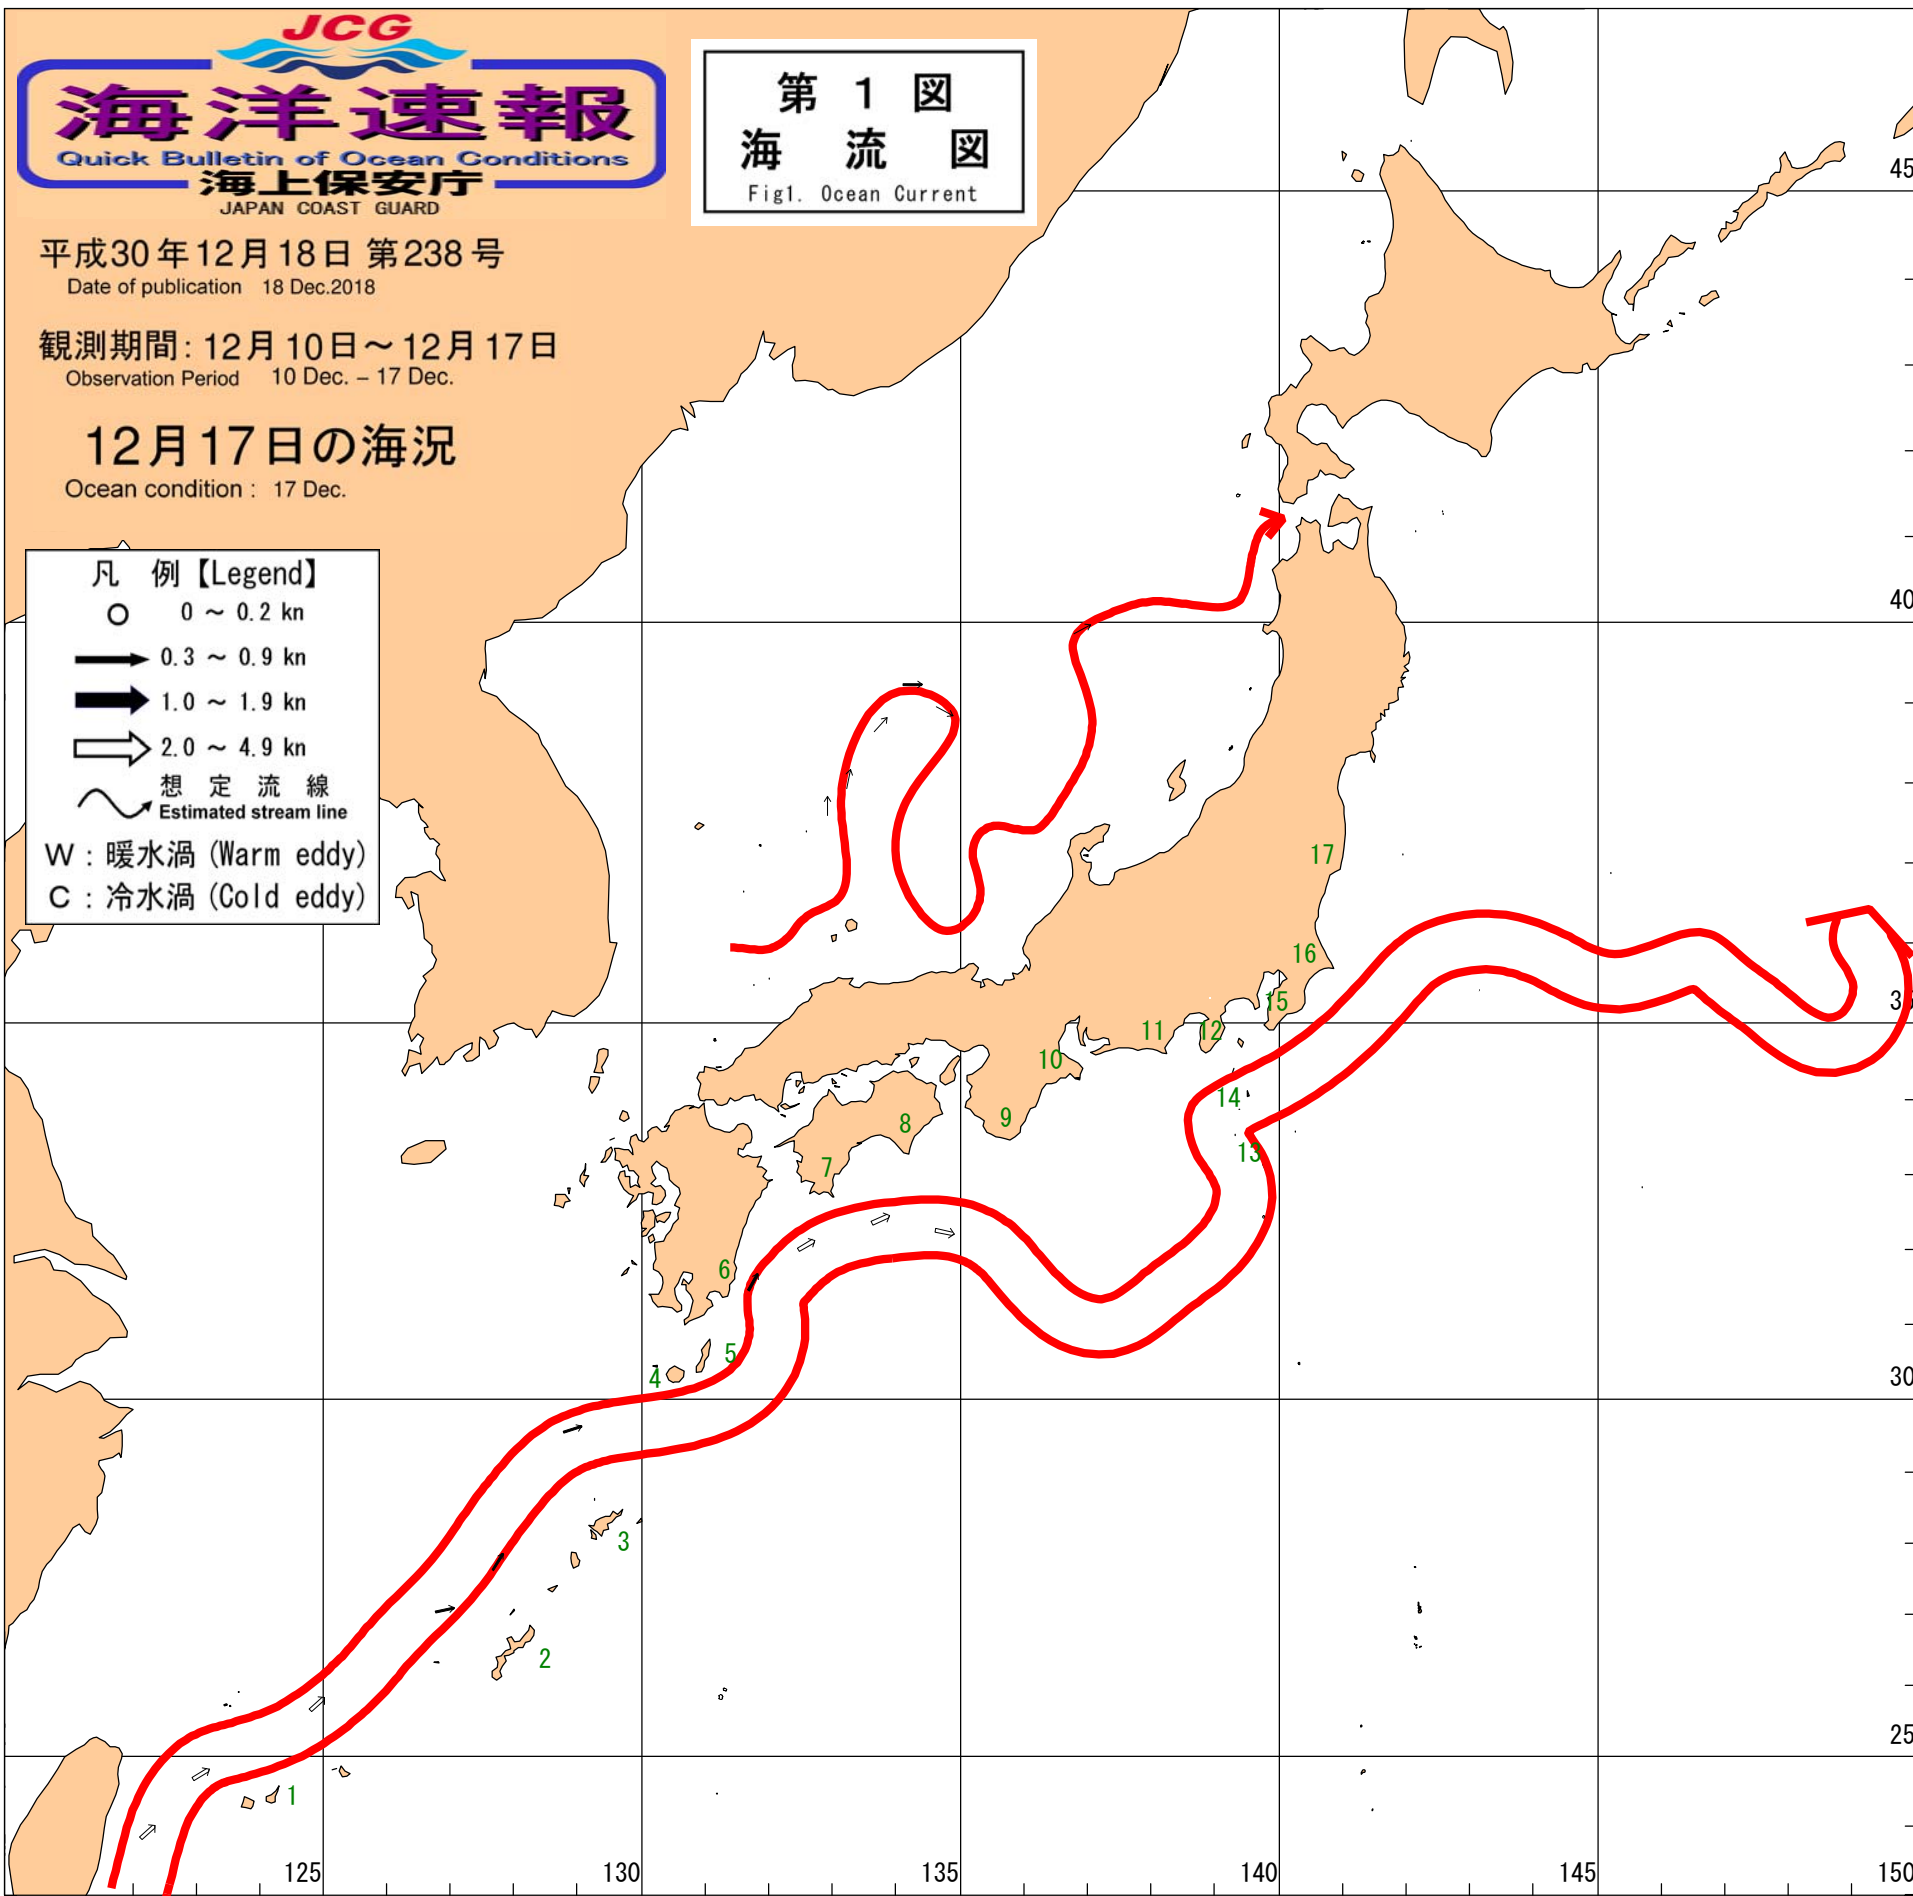 JCG
海洋速報
Quick Bulletin of Ocean Conditions
海上保安庁
JAPAN COAST GUARD
第 1 図
海 流 図
Fig1. Ocean Current
平成30年12月18日 第238号
Date of publication 18 Dec.2018
観測期間: 12月10日～12月17日
Observation Period 10 Dec. – 17 Dec.
12月17日の海況
Ocean condition : 17 Dec.
凡 例【Legend】
0 ～ 0.2 kn
0.3 ～ 0.9 kn
1.0 ～ 1.9 kn
2.0 ～ 4.9 kn
想 定 流 線
Estimated stream line
W : 暖水渦 (Warm eddy)
C : 冷水渦 (Cold eddy)
45
40
17
16
15
11
12
10
14
9
8
13
7
6
5
4
30
3
2
25
1
125
130
135
140
145
150